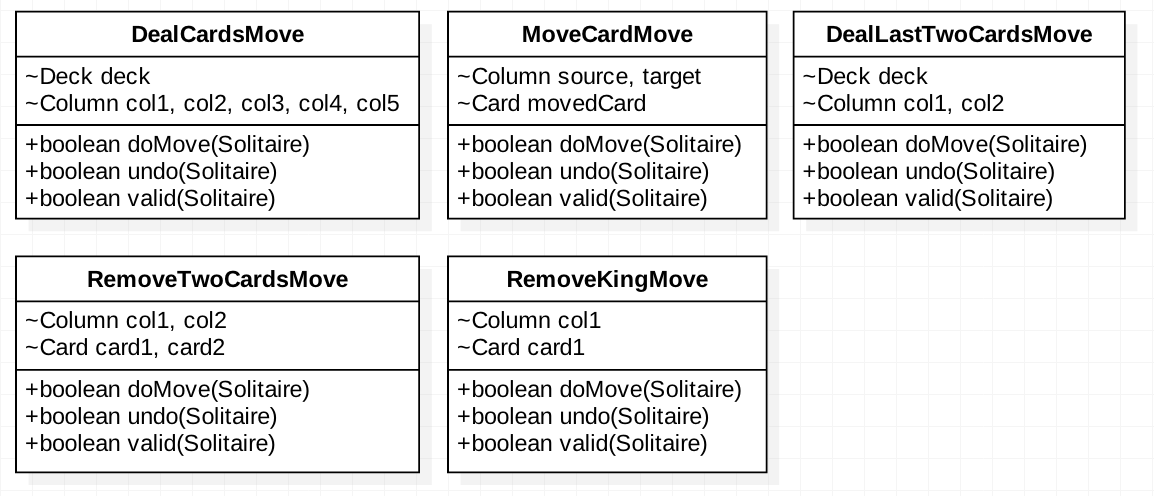 DealCardsMove
~Deck deck
~Column col1, col2, col3, col4, col5
+boolean doMove(Solitaire)
+boolean undo(Solitaire)
+boolean valid(Solitaire)
MoveCardMove
~Column source, target
~Card movedCard
+boolean doMove(Solitaire)
+boolean undo(Solitaire)
+boolean valid(Solitaire)
DealLastTwoCardsMove
~Deck deck
~Column col1, col2
+boolean doMove(Solitaire)
+boolean undo(Solitaire)
+boolean valid(Solitaire)
RemoveTwoCardsMove
~Column col1, col2
~Card card1, card2
+boolean doMove(Solitaire)
+boolean undo(Solitaire)
+boolean valid(Solitaire)
RemoveKingMove
~Column col1
~Card card1
+boolean doMove(Solitaire)
+boolean undo(Solitaire)
+boolean valid(Solitaire)